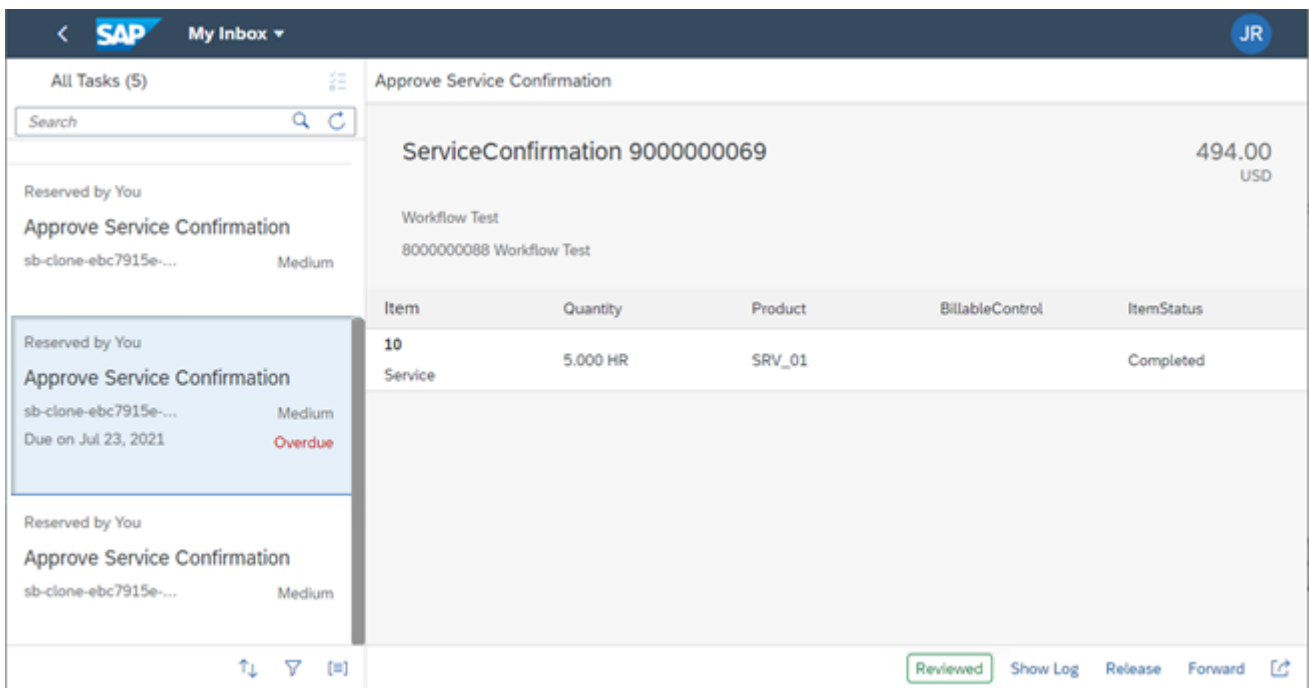 SAP My Inbox
JR
All Tasks (5)
Search
Reserved by You
Approve Service Confirmation
sb-clone-ebc7915e-...
Medium
Reserved by You
Approve Service Confirmation
sb-clone-ebc7915e-...
Medium
Due on Jul 23, 2021
Overdue
Reserved by You
Approve Service Confirmation
sb-clone-ebc7915e-...
Medium
Approve Service Confirmation
ServiceConfirmation 9000000069
494.00
USD
Workflow Test
8000000088 Workflow Test
Item Quantity Product BillableControl ItemStatus
10
Service
5.000 HR SRV_01 Completed
Reviewed Show Log Release Forward